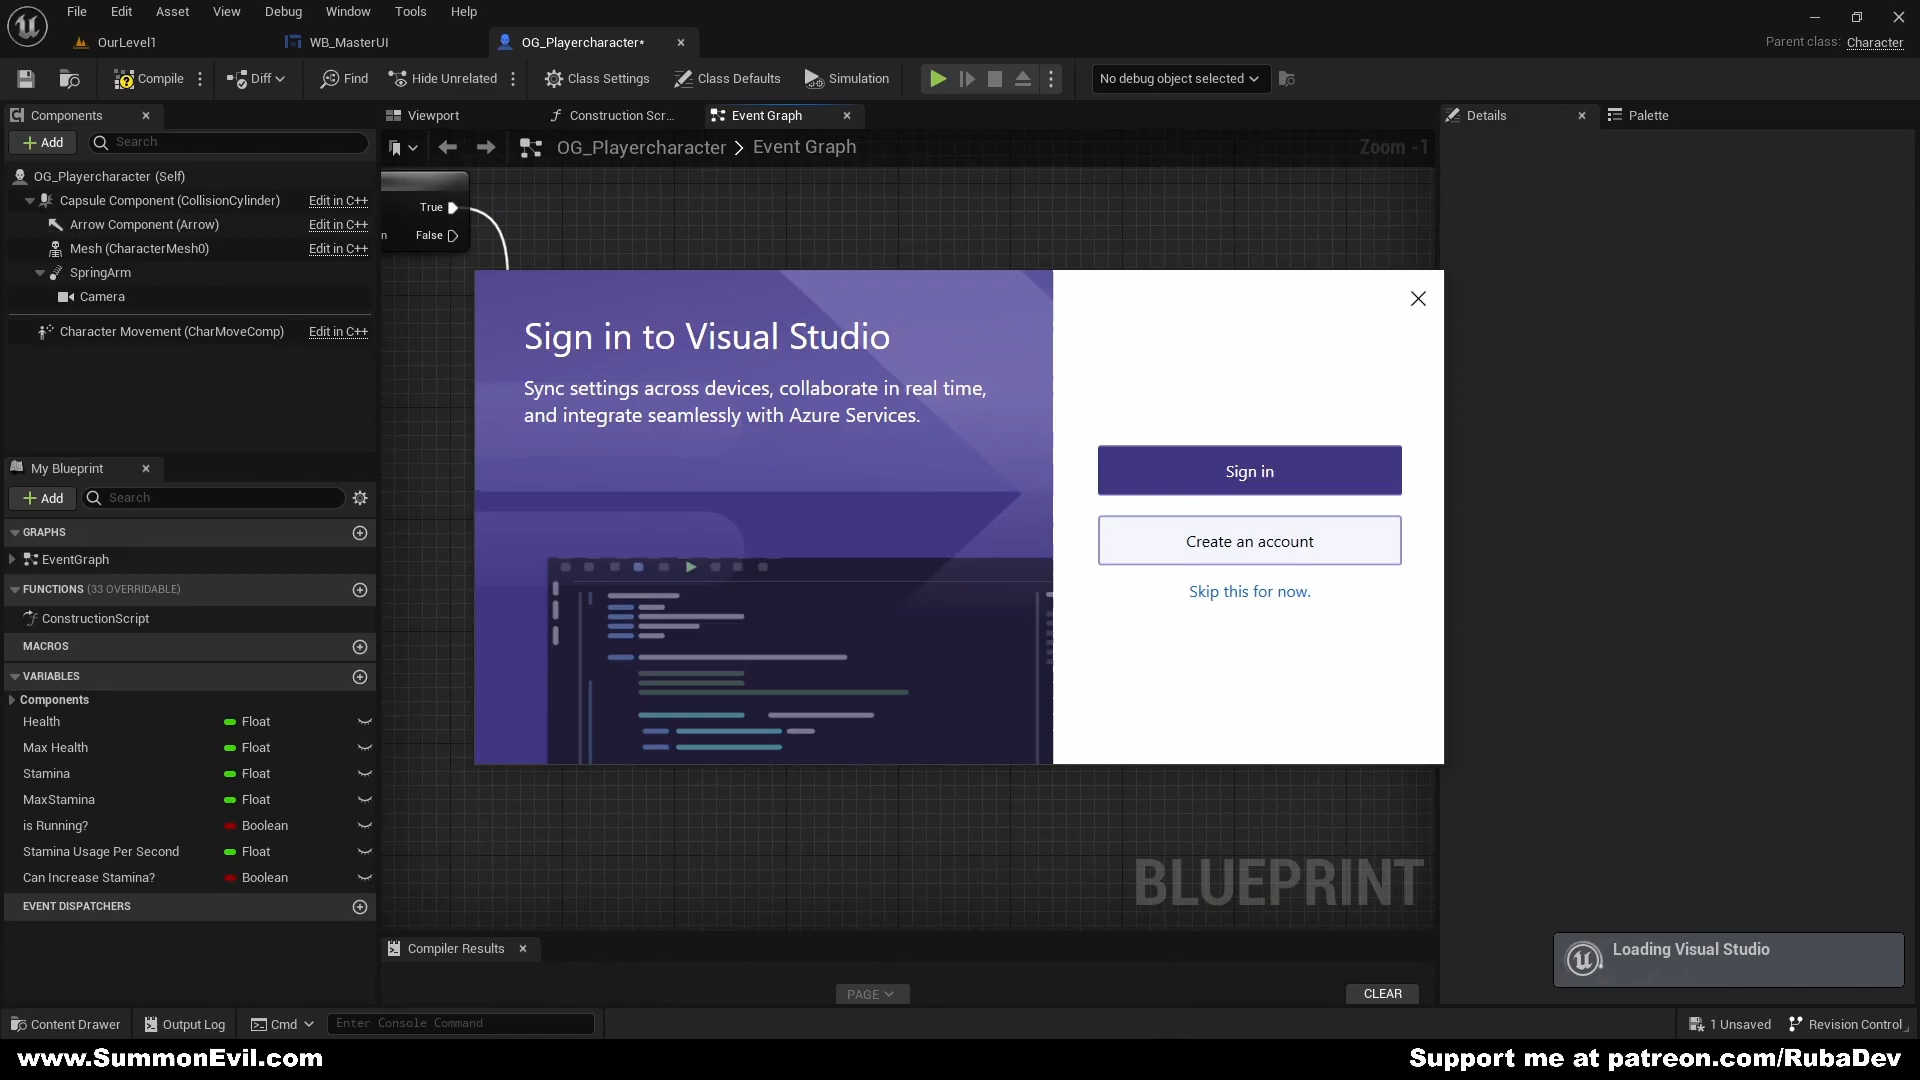 File Edit Asset View Debug Window Tools Help
OurLevel1 WB_MasterUI OG_Playercharacter* Parent class: Character
Compile Diff Find Hide Unrelated Class Settings Class Defaults Simulation No debug object selected
Components Viewport Construction Scr... Event Graph Details Palette
Add Search OG_Playercharacter > Event Graph Zoom -1
OG_Playercharacter (Self)
Capsule Component (CollisionCylinder) Edit in C++
Arrow Component (Arrow) Edit in C++
Mesh (CharacterMesh0) Edit in C++
SpringArm
Camera
Character Movement (CharMoveComp) Edit in C++
True
n False
Sign in to Visual Studio
Sync settings across devices, collaborate in real time,
and integrate seamlessly with Azure Services.
Sign in
Create an account
Skip this for now.
My Blueprint
Add Search
GRAPHS
EventGraph
FUNCTIONS (33 OVERRIDABLE)
ConstructionScript
MACROS
VARIABLES
Components
Health Float
Max Health Float
Stamina Float
MaxStamina Float
is Running? Boolean
Stamina Usage Per Second Float
Can Increase Stamina? Boolean
EVENT DISPATCHERS
BLUEPRINT
Compiler Results
PAGE CLEAR
Loading Visual Studio
Content Drawer Output Log Cmd Enter Console Command 1 Unsaved Revision Control
www.SummonEvil.com Support me at patreon.com/RubaDev